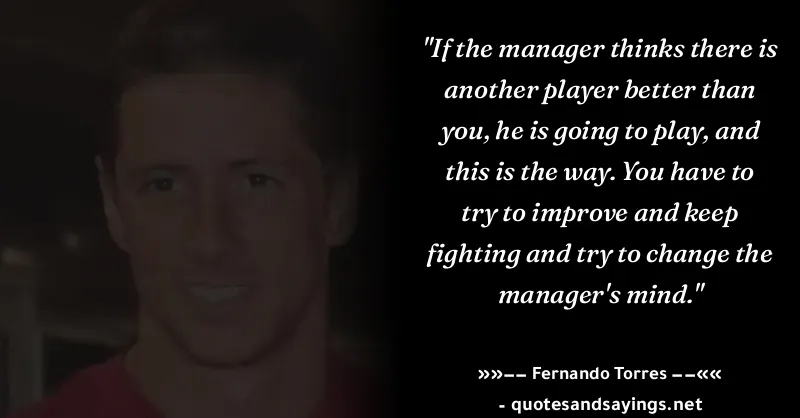 "If the manager thinks there is
another player better than
you, he is going to play, and
this is the way. You have to
try to improve and keep
fighting and try to change the
manager's mind."
»»−− Fernando Torres −−««
- quotesandsayings.net